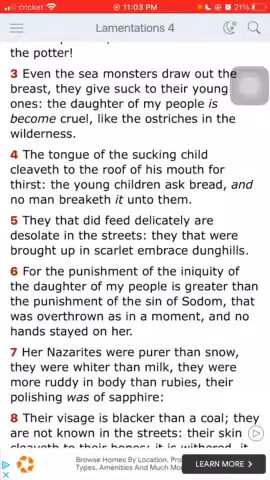 cricket
11:03 PM
21%
Lamentations 4
the potter!
3 Even the sea monsters draw out the
breast, they give suck to their young
ones: the daughter of my people is
become cruel, like the ostriches in the
wilderness.
4 The tongue of the sucking child
cleaveth to the roof of his mouth for
thirst: the young children ask bread, and
no man breaketh it unto them.
5 They that did feed delicately are
desolate in the streets: they that were
brought up in scarlet embrace dunghills.
6 For the punishment of the iniquity of
the daughter of my people is greater than
the punishment of the sin of Sodom, that
was overthrown as in a moment, and no
hands stayed on her.
7 Her Nazarites were purer than snow,
they were whiter than milk, they were
more ruddy in body than rubies, their
polishing was of sapphire:
8 Their visage is blacker than a coal; they
are not known in the streets: their skin
cleaveth to their bones; it is withered, it
Browse Homes By Location,
Types, Amenities And Much
LEARN MORE >